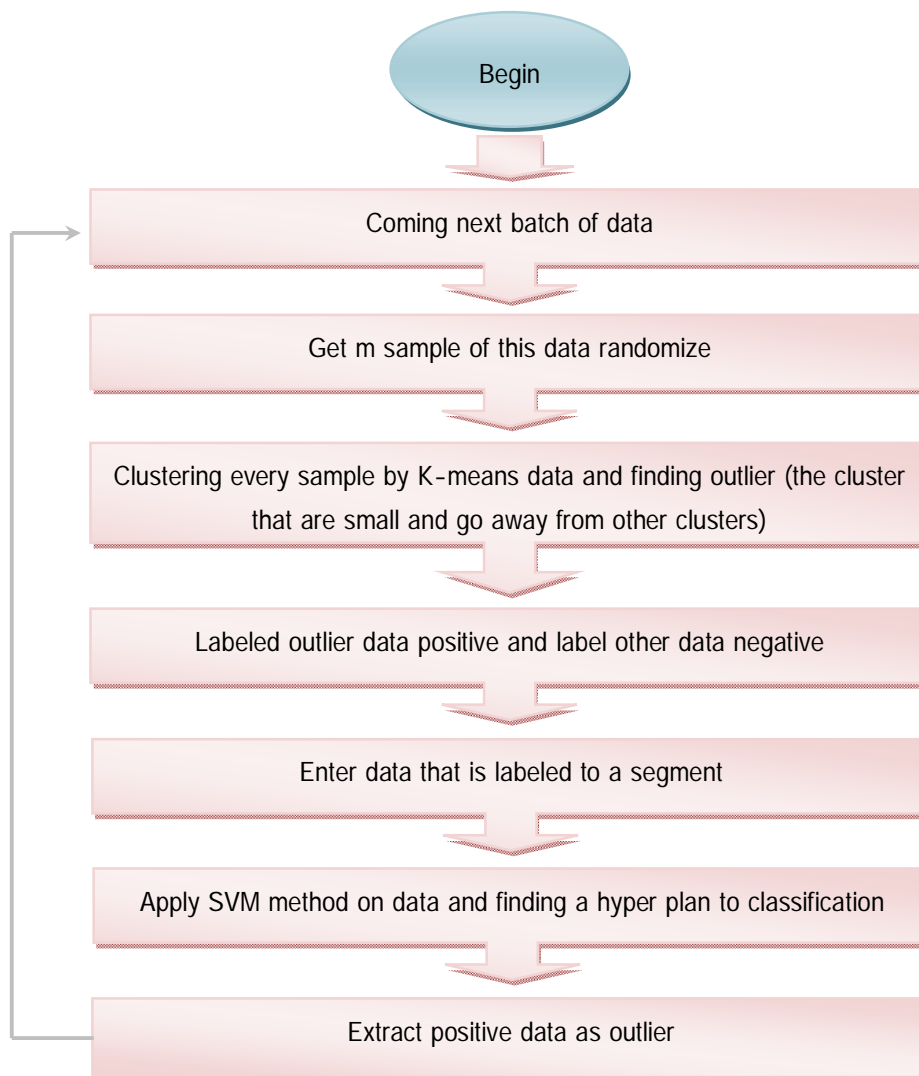 Begin
Coming next batch of data
Get m sample of this data randomize
Clustering every sample by K-means data and finding outlier (the cluster
that are small and go away from other clusters)
Labeled outlier data positive and label other data negative
Enter data that is labeled to a segment
Apply SVM method on data and finding a hyper plan to classification
Extract positive data as outlier